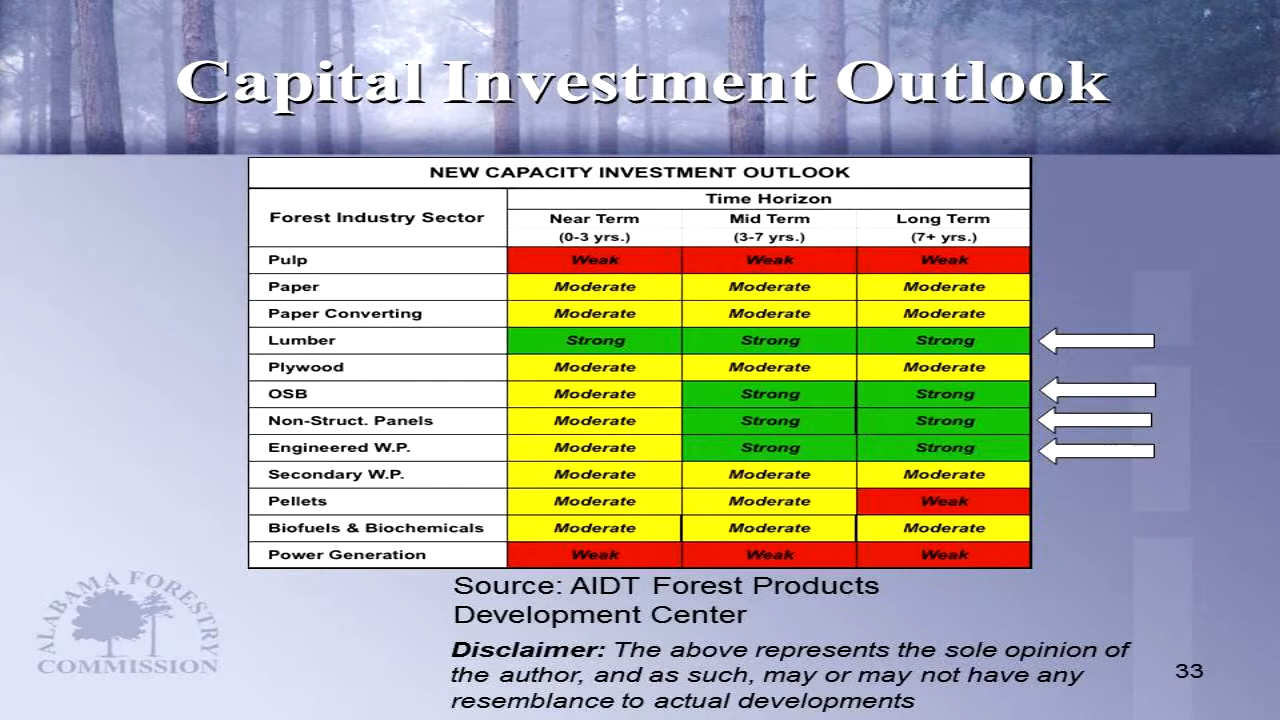 Capital Investment Outlook
NEW CAPACITY INVESTMENT OUTLOOK
Forest Industry Sector
Time Horizon
Near Term Mid Term Long Term
(0-3 yrs.) (3-7 yrs.) (7+ yrs.)
Pulp Weak Weak Weak
Paper Moderate Moderate Moderate
Paper Converting Moderate Moderate Moderate
Lumber Strong Strong Strong
Plywood Moderate Moderate Moderate
OSB Moderate Strong Strong
Non-Struct. Panels Moderate Strong Strong
Engineered W.P. Moderate Strong Strong
Secondary W.P. Moderate Moderate Moderate
Pellets Moderate Moderate Weak
Biofuels & Biochemicals Moderate Moderate Moderate
Power Generation Weak Weak Weak
Source: AIDT Forest Products
Development Center
Disclaimer: The above represents the sole opinion of
the author, and as such, may or may not have any
resemblance to actual developments
33
ALABAMA FORESTRY
COMMISSION